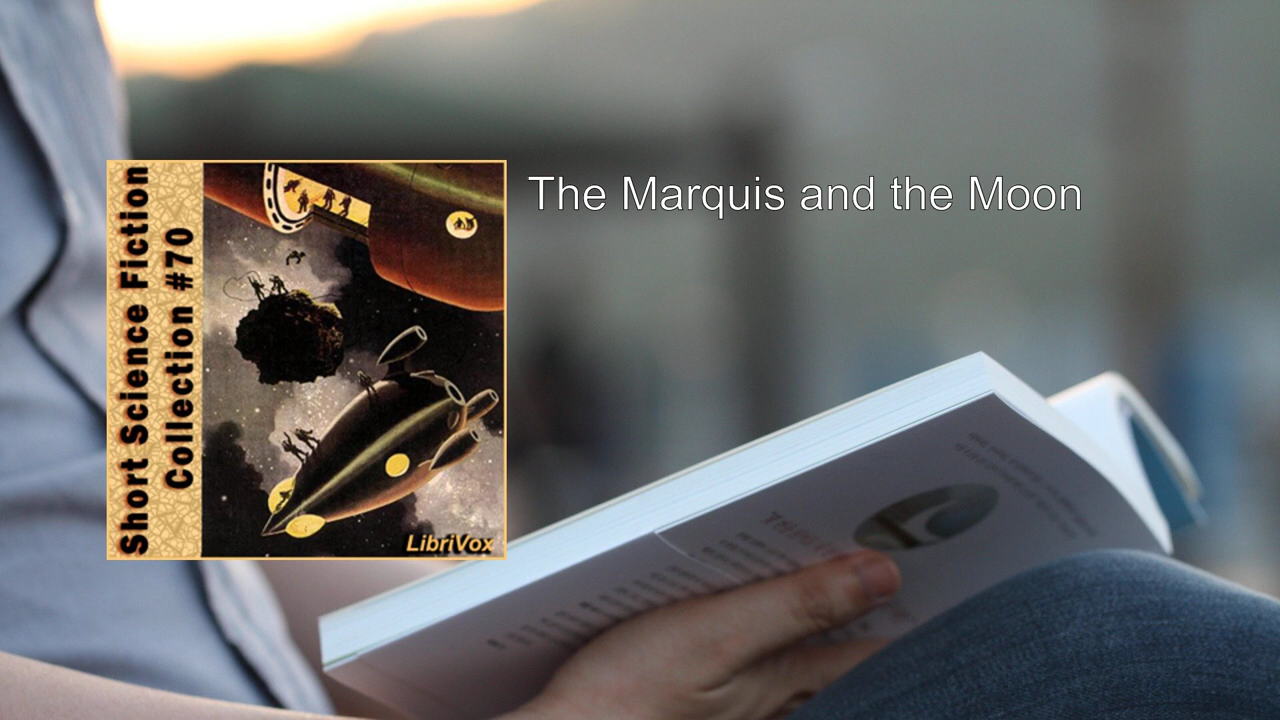 Short Science Fiction
Collection #70
LibriVox
The Marquis and the Moon